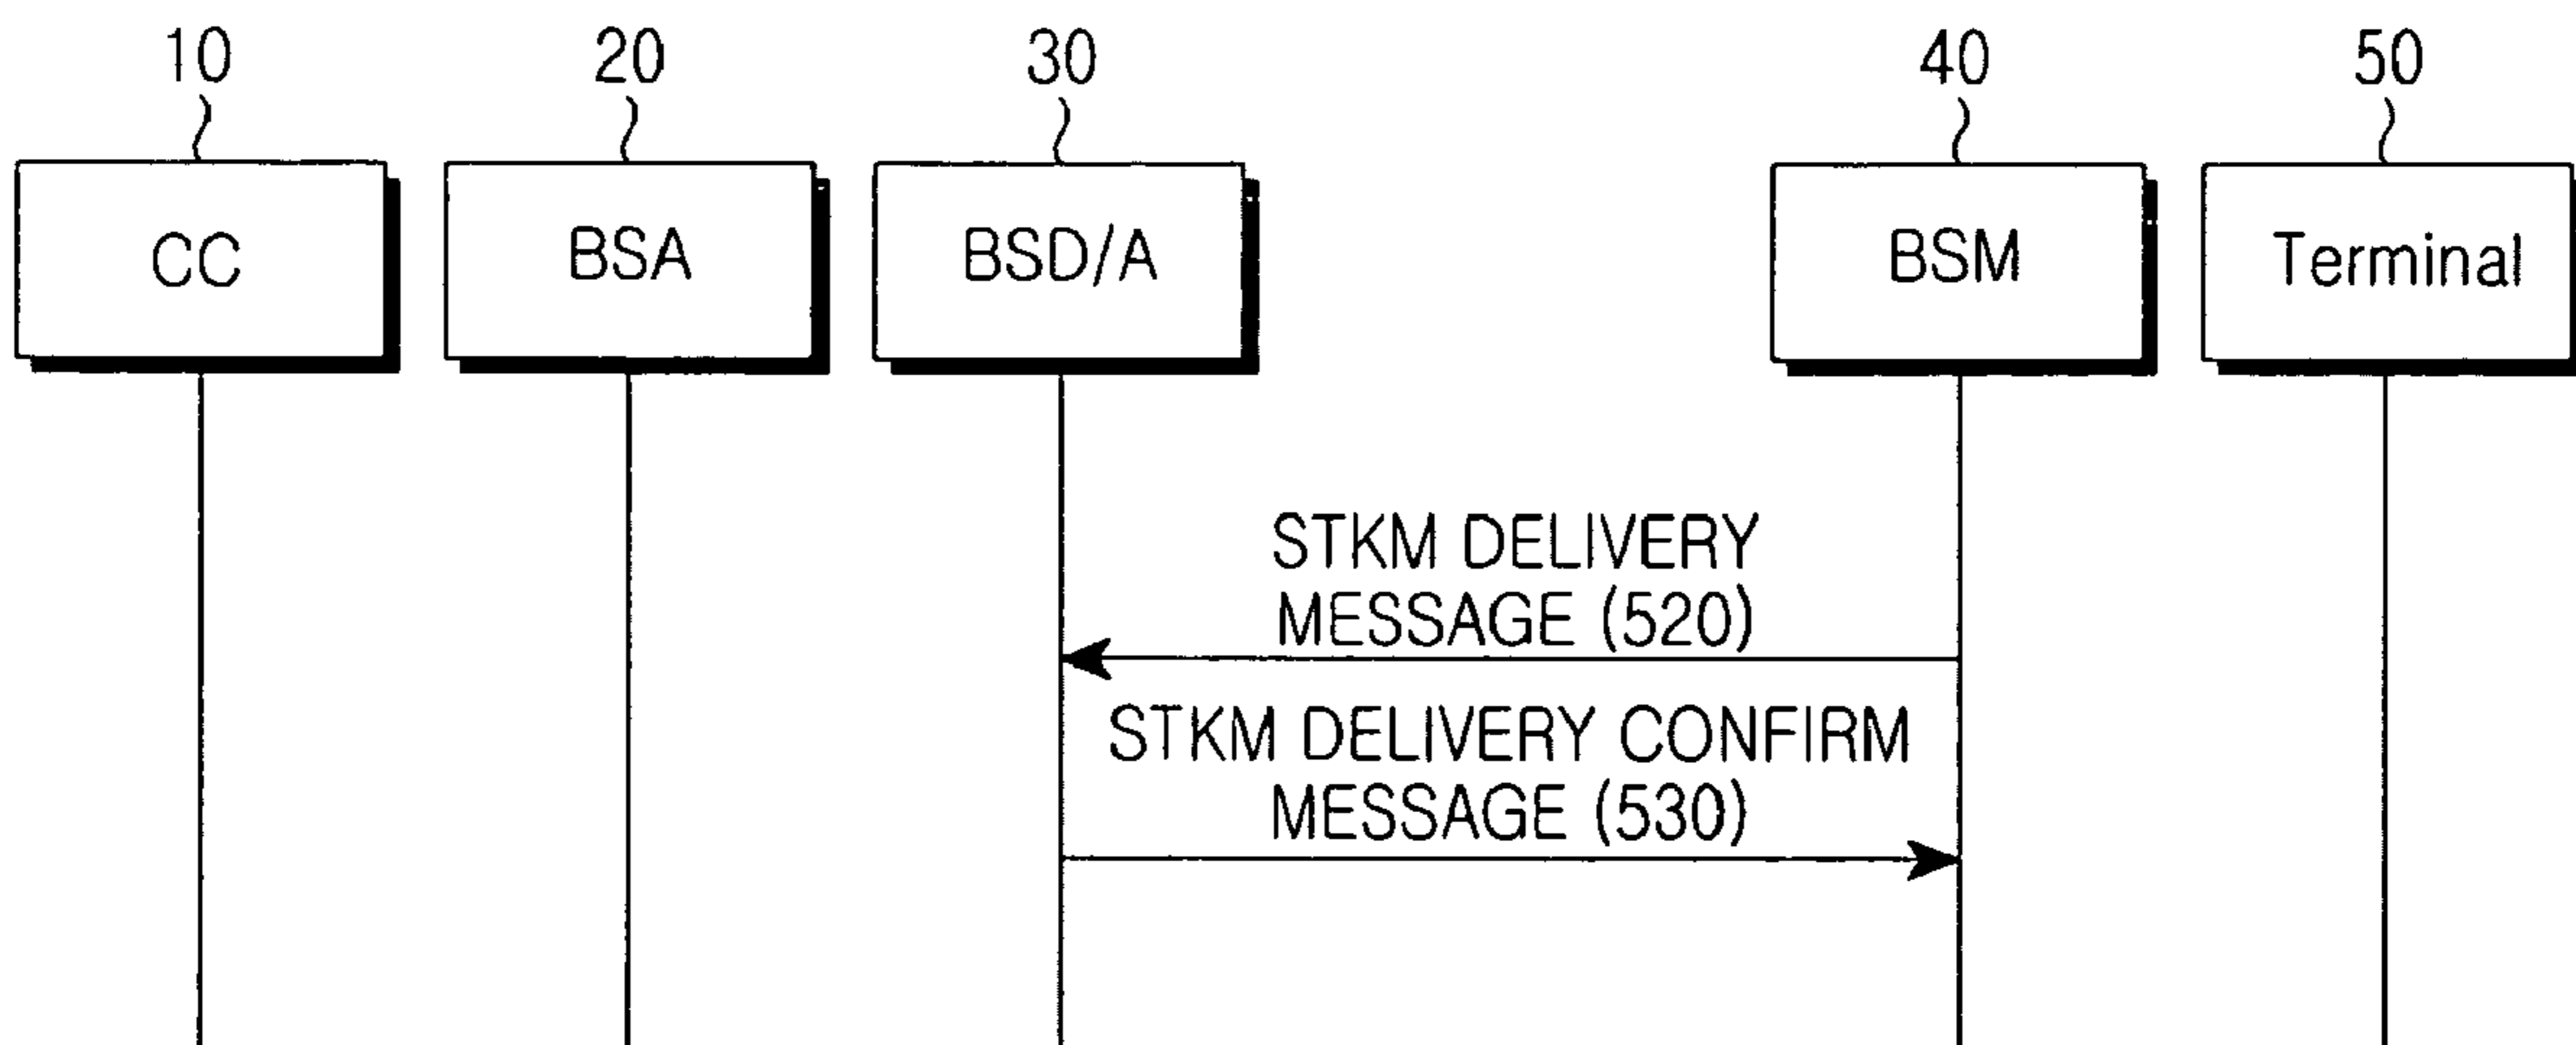 10
20
30
40
50
CC
BSA
BSD/A
BSM
Terminal
STKM DELIVERY
MESSAGE (520)
STKM DELIVERY CONFIRM
MESSAGE (530)